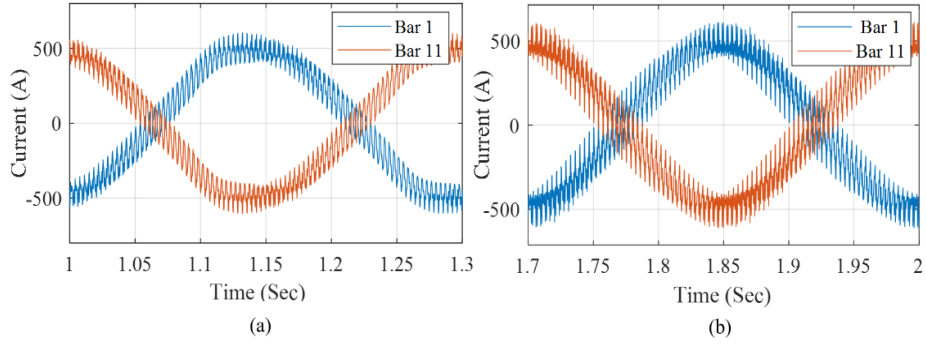 Bar 1
Bar 11
500
0
-500
Current (A)
1
1.05
1.1
1.15
1.2
1.25
1.3
Time (Sec)
(a)
Bar 1
Bar 11
500
0
-500
Current (A)
1.7
1.75
1.8
1.85
1.9
1.95
2
Time (Sec)
(b)